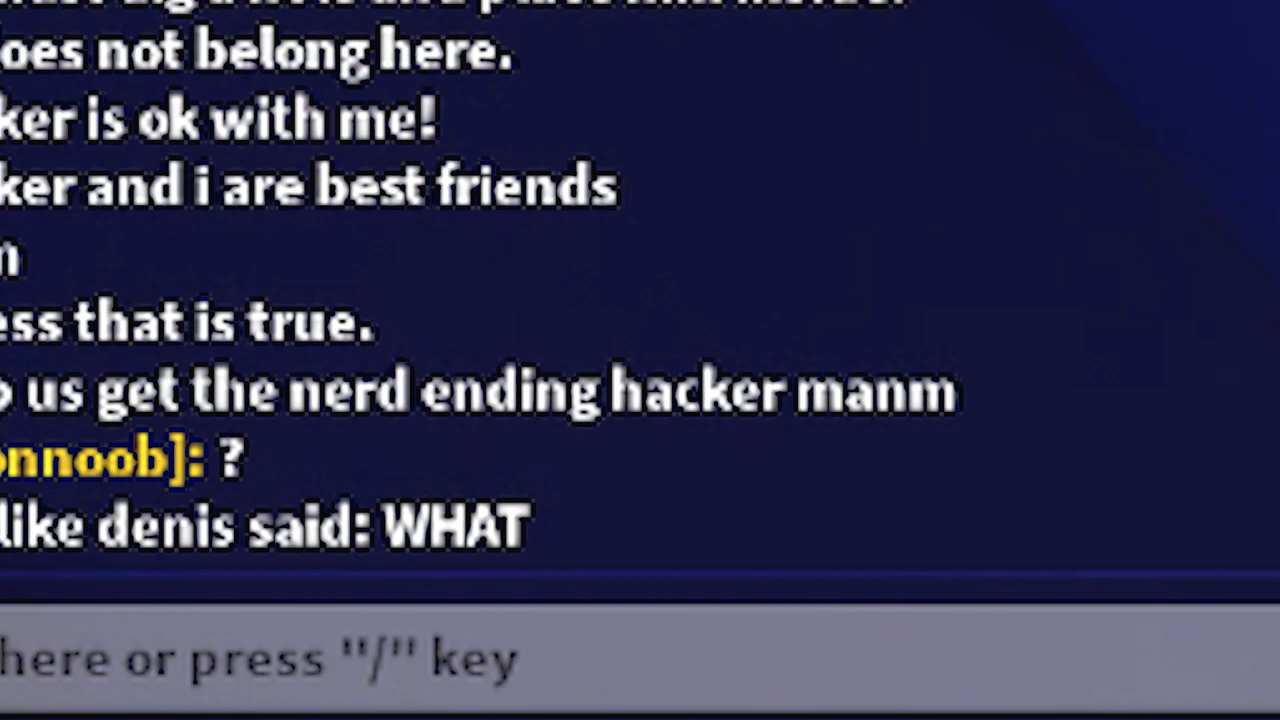 oes not belong here.
ker is ok with me!
ker and i are best friends
m
ess that is true.
us get the nerd ending hacker manm
onnoob]: ?
like denis said: WHAT
here or press "/" key